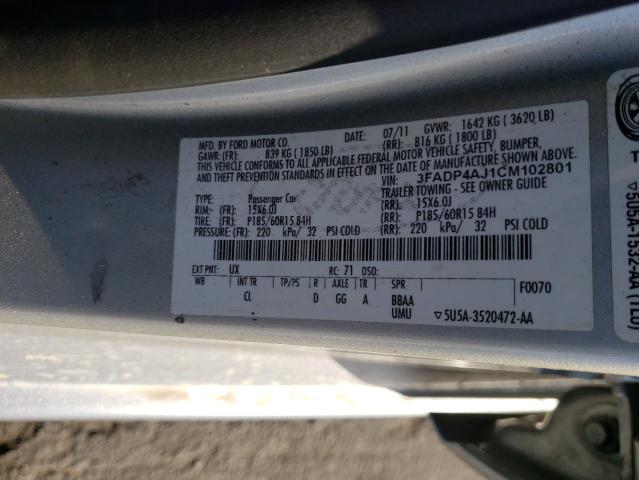 MFD. BY FORD MOTOR CO.
DATE: 07/11 GVWR: 1642 KG ( 3620 LB)
GAWR: (FR): 839 KG ( 1850 LB) (RR): 816 KG ( 1800 LB)
THIS VEHICLE CONFORMS TO ALL APPLICABLE FEDERAL MOTOR VEHICLE SAFETY, BUMPER,
AND THEFT PREVENTION STANDARDS IN EFFECT ON THE DATE OF MANUFACTURE SHOWN ABOVE.
VIN: 3FADP4AJ1CM102801
TYPE: Passenger Car TRAILER TOWING - SEE OWNER GUIDE
RIM: (FR): 15X6.0J (RR): 15X6.0J
TIRE: (FR): P185/60R15 84H (RR): P185/60R15 84H
PRESSURE: (FR): 220 kPa/ 32 PSI COLD (RR): 220 kPa/ 32 PSI COLD
EXT PNT: UX RC: 71 DSO:
WB INT TR TP/PS R AXLE TR SPR F0070
CL D GG A BBAA
UMU ▽5U5A-3520472-AA
T
▽5U5A-1532-AA (LO)